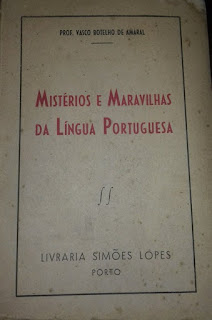 PROF. VASCO BOTELHO DE AMARAL
MISTÉRIOS E MARAVILHAS
DA LÍNGUA PORTUGUESA
∫∫
LIVRARIA SIMÕES LOPES
PORTO